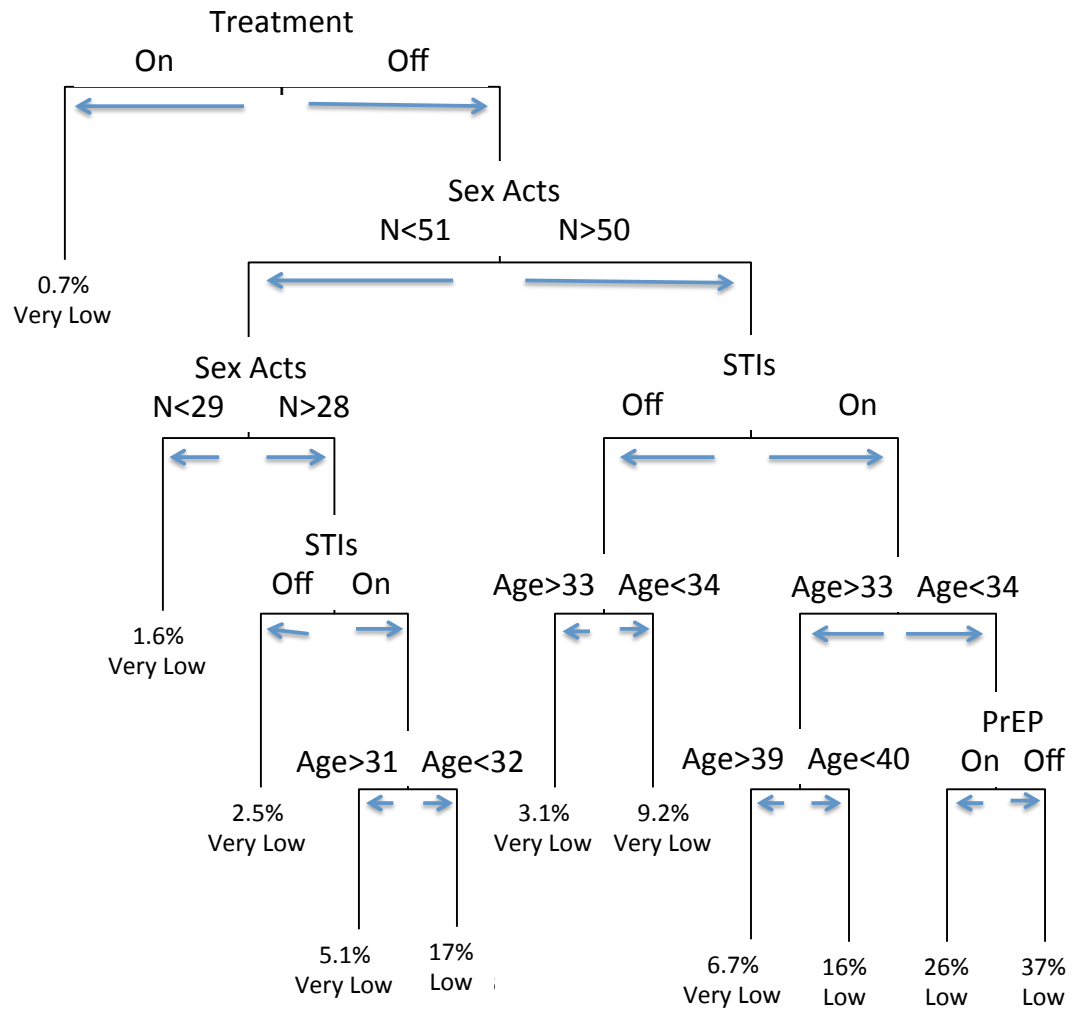 Treatment
On Off
Sex Acts
N<51 N>50
0.7%
Very Low
Sex Acts
N<29 N>28
STIs
Off On
STIs
Off On
Age>33 Age<34
Age>33 Age<34
1.6%
Very Low
PrEP
On Off
Age>31 Age<32
Age>39 Age<40
2.5%
Very Low
3.1%
Very Low
9.2%
Very Low
5.1%
Very Low
17%
Low
6.7%
Very Low
16%
Low
26%
Low
37%
Low